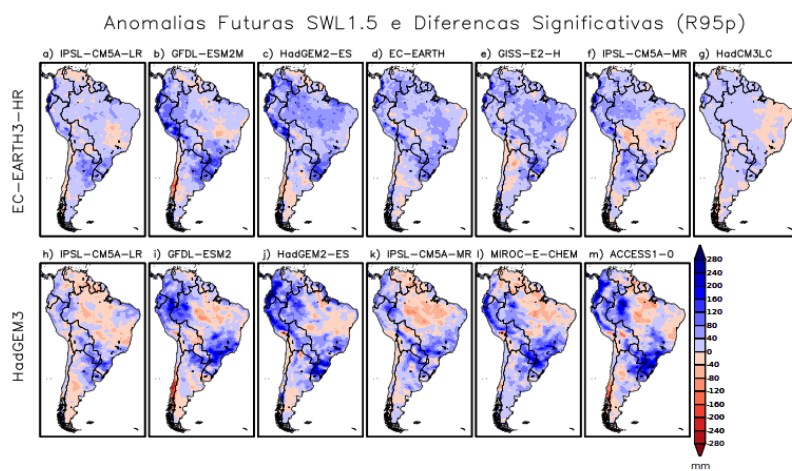 Anomalias Futuras SWL1.5 e Diferencas Significativas (R95p)
a) IPSL-CM5A-LR b) GFDL-ESM2M c) HadGEM2-ES d) EC-EARTH e) GISS-E2-H f) IPSL-CM5A-MR g) HadCM3LC
EC-EARTH3-HR
h) IPSL-CM5A-LR i) GFDL-ESM2 j) HadGEM2-ES k) IPSL-CM5A-MR l) MIROC-E-CHEM m) ACCESS1-0
HadGEM3
280
240
200
160
120
80
40
0
-40
-80
-120
-160
-200
-240
-280
mm